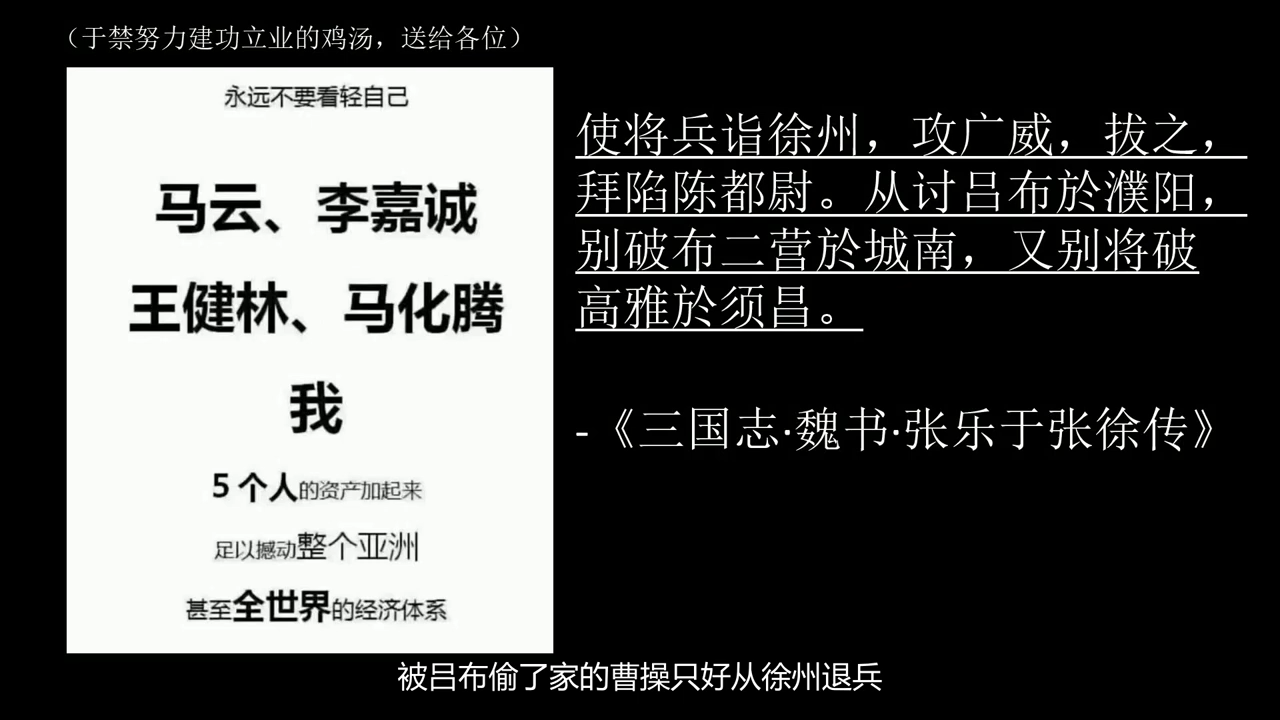 （于禁努力建功立业的鸡汤，送给各位）
永远不要看轻自己
马云、李嘉诚
王健林、马化腾
我
5 个人的资产加起来
足以撼动整个亚洲
甚至全世界的经济体系
使将兵诣徐州，攻广威，拔之，
拜陷陈都尉。从讨吕布於濮阳，
别破布二营於城南，又别将破
高雅於须昌。
-《三国志·魏书·张乐于张徐传》
被吕布偷了家的曹操只好从徐州退兵